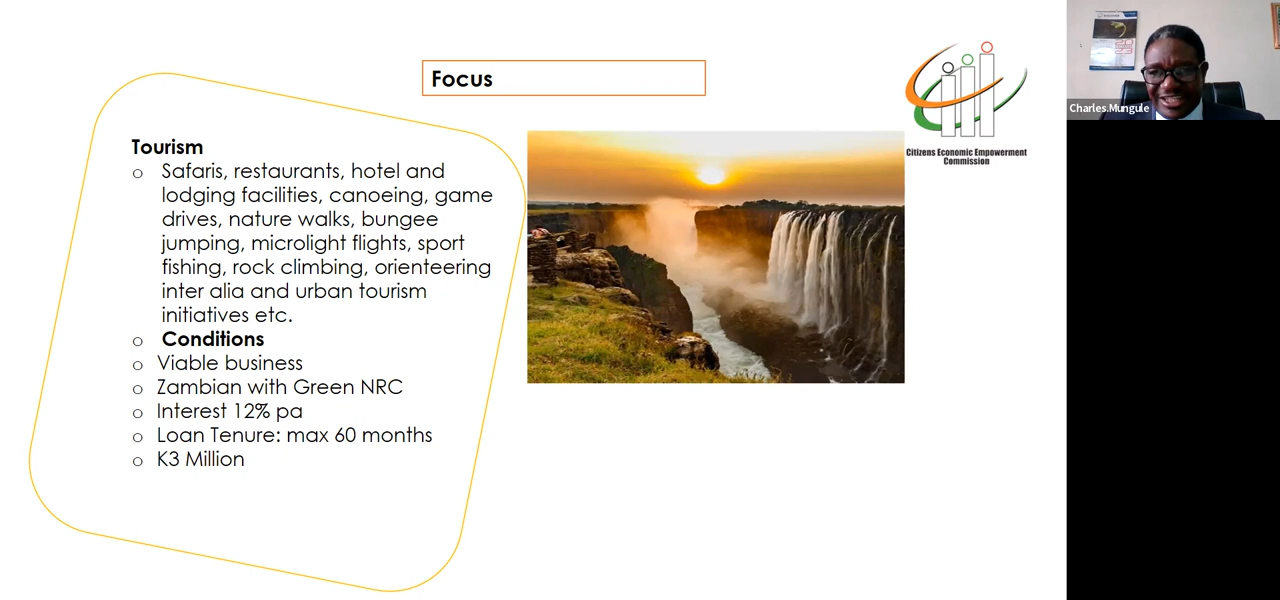 Focus
Tourism
o Safaris, restaurants, hotel and
lodging facilities, canoeing, game
drives, nature walks, bungee
jumping, microlight flights, sport
fishing, rock climbing, orienteering
inter alia and urban tourism
initiatives etc.
o Conditions
o Viable business
o Zambian with Green NRC
o Interest 12% pa
o Loan Tenure: max 60 months
o K3 Million
Citizens Economic Empowerment
Commission
Charles.Mungule